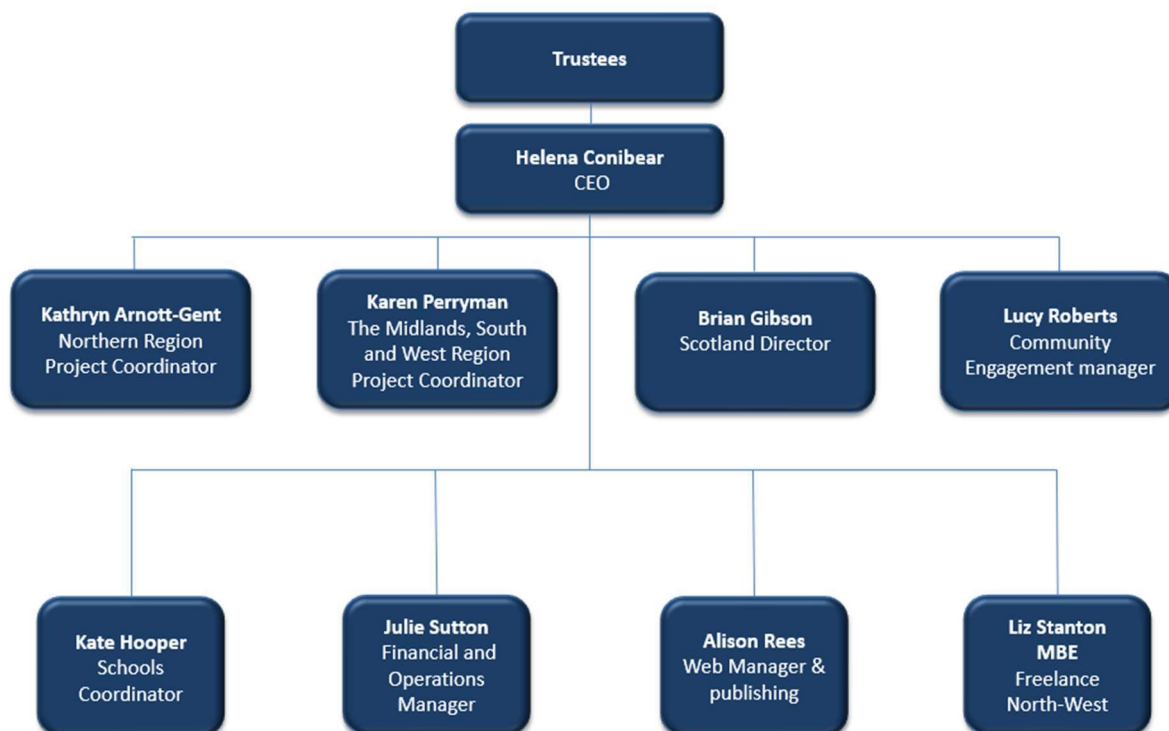 Trustees
Helena Conibear
CEO
Kathryn Arnott-Gent
Northern Region
Project Coordinator
Karen Perryman
The Midlands, South
and West Region
Project Coordinator
Brian Gibson
Scotland Director
Lucy Roberts
Community
Engagement manager
Kate Hooper
Schools
Coordinator
Julie Sutton
Financial and
Operations
Manager
Alison Rees
Web Manager &
publishing
Liz Stanton
MBE
Freelance
North-West